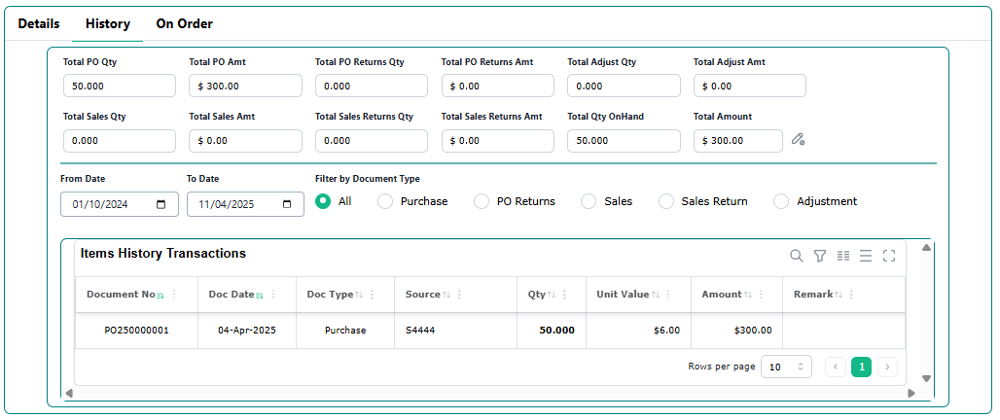 Details History On Order
Total PO Qty Total PO Amt Total PO Returns Qty Total PO Returns Amt Total Adjust Qty Total Adjust Amt
50.000 $ 300.00 0.000 $ 0.00 0.000 $ 0.00
Total Sales Qty Total Sales Amt Total Sales Returns Qty Total Sales Returns Amt Total Qty OnHand Total Amount
0.000 $ 0.00 0.000 $ 0.00 50.000 $ 300.00
From Date To Date Filter by Document Type
01/10/2024 11/04/2025 All Purchase PO Returns Sales Sales Return Adjustment
Items History Transactions
Document No Doc Date Doc Type Source Qty Unit Value Amount Remark
PO250000001 04-Apr-2025 Purchase S4444 50.000 $6.00 $300.00
Rows per page 10 1